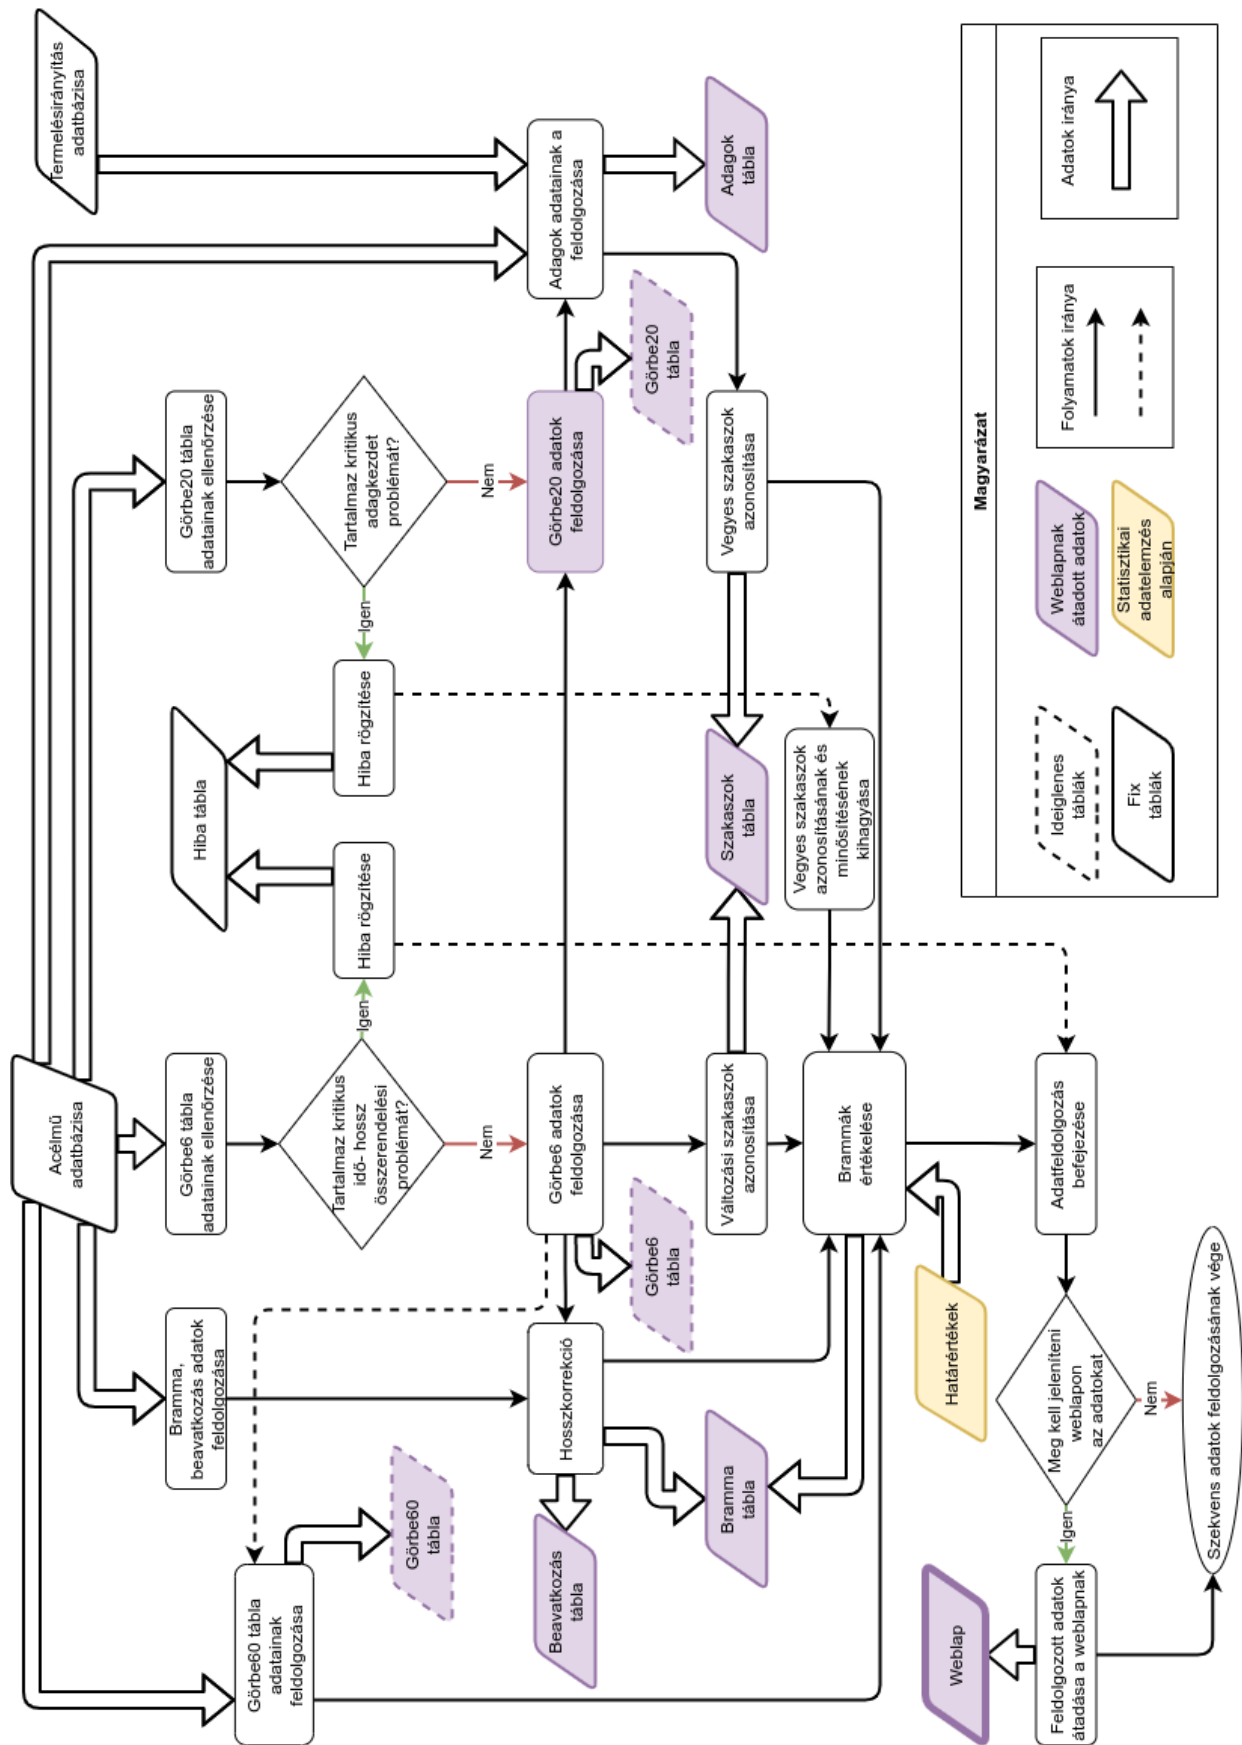 Acélmű
adatbázisa
Termelésirányítás
adatbázisa
Görbe60 tábla
adatainak
feldolgozása
Bramma,
beavatkozás adatok
feldolgozása
Görbe6 tábla
adatainak ellenőrzése
Görbe20 tábla
adatainak ellenőrzése
Hiba tábla
Tartalmaz kritikus
idő- hossz
összerendelési
problémát?
Igen
Hiba rögzítése
Hiba rögzítése
Igen
Tartalmaz kritikus
adagkezdet
problémát?
Görbe60
tábla
Nem
Nem
Beavatkozás
tábla
Hosszkorrekció
Görbe6 adatok
feldolgozása
Görbe20 adatok
feldolgozása
Adagok adatainak a
feldolgozása
Görbe6
tábla
Görbe20
tábla
Bramma
tábla
Változási szakaszok
azonosítása
Szakaszok
tábla
Vegyes szakaszok
azonosítása
Adagok
tábla
Brammák
értékelése
Vegyes szakaszok
azonosításának és
minősítésének
kihagyása
Weblap
Határértékek
Feldolgozott adatok
átadása a weblapnak
Igen
Meg kell jeleníteni
weblapon
az adatokat
Adatfeldolgozás
befejezése
Nem
Szekvens adatok feldolgozásának vége
Magyarázat
Ideiglenes
táblák
Fix
táblák
Weblapnak
átadott adatok
Statisztikai
adatelemzés
alapján
Folyamatok iránya
Adatok iránya